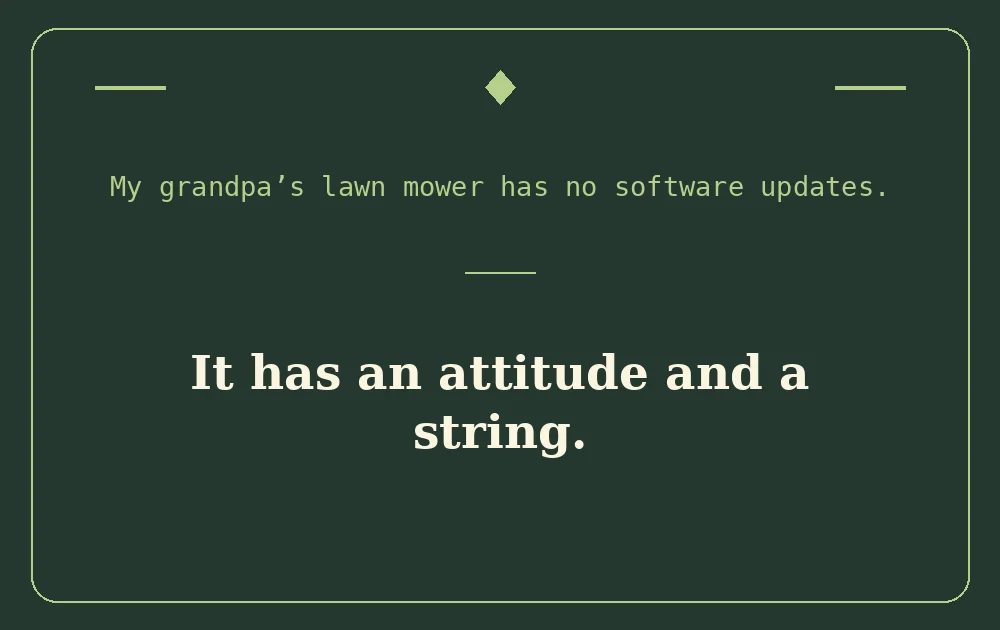 My grandpa’s lawn mower has no software updates.
It has an attitude and a
string.